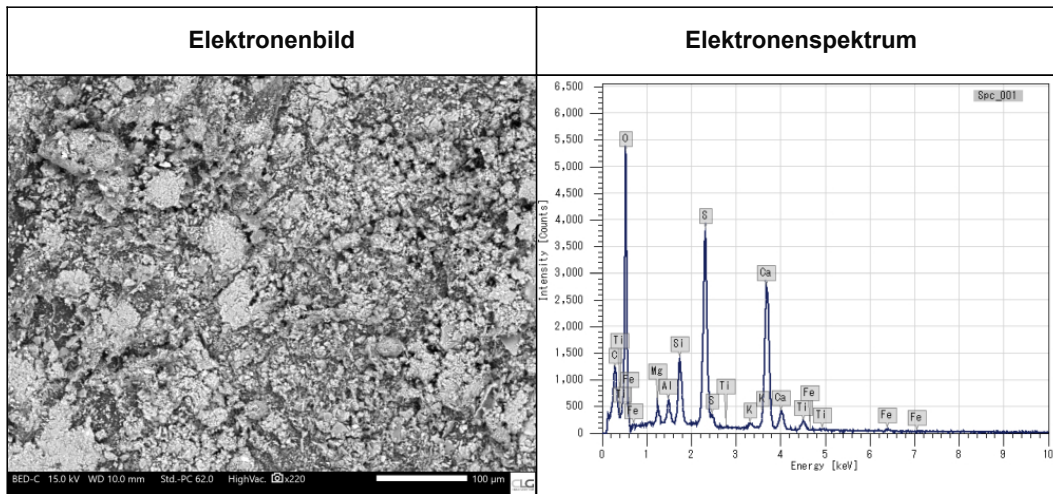 Elektronenbild
Elektronenspektrum
6,500
6,000
5,500
5,000
4,500
4,000
3,500
3,000
2,500
2,000
1,500
1,000
500
0
Intensity [Counts]
Spc_001
O
S
Ca
Ti
C
Fe
Fe
Mg
Al
Si
S
Ti
K
K
Ca
Fe
Ti
Ti
Fe
Fe
0 1 2 3 4 5 6 7 8 9 10
Energy [keV]
BED-C 15.0 kV WD 10.0 mm Std.-PC 62.0 HighVac. x220 100 µm CLG